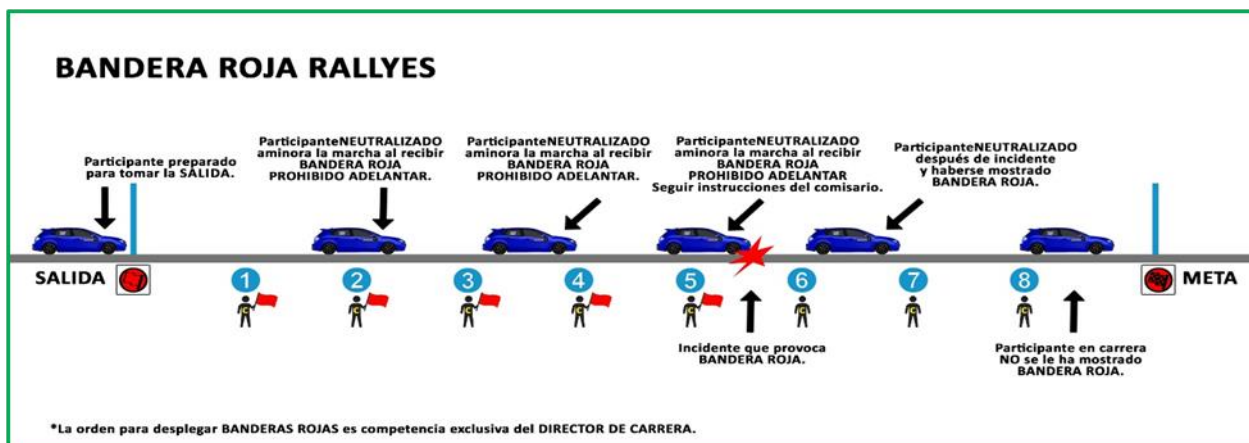 BANDERA ROJA RALLYES
Participante preparado
para tomar la SALIDA.
ParticipanteNEUTRALIZADO
aminora la marcha al recibir
BANDERA ROJA
PROHIBIDO ADELANTAR.
ParticipanteNEUTRALIZADO
aminora la marcha al recibir
BANDERA ROJA
PROHIBIDO ADELANTAR.
ParticipanteNEUTRALIZADO
aminora la marcha al recibir
BANDERA ROJA
PROHIBIDO ADELANTAR
Seguir instrucciones del comisario.
ParticipanteNEUTRALIZADO
después de incidente
y haberse mostrado
BANDERA ROJA.
SALIDA
1
2
3
4
5
6
7
8
META
C
C
C
C
C
C
C
C
Incidente que provoca
BANDERA ROJA.
Participante en carrera
NO se le ha mostrado
BANDERA ROJA.
*La orden para desplegar BANDERAS ROJAS es competencia exclusiva del DIRECTOR DE CARRERA.